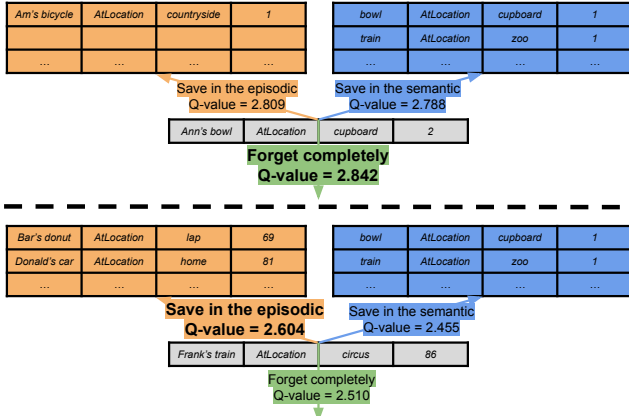 Am's bicycle AtLocation countryside 1
... ... ... ...
bowl AtLocation cupboard 1
train AtLocation zoo 1
... ... ... ...
Save in the episodic
Q-value = 2.809
Save in the semantic
Q-value = 2.788
Ann's bowl AtLocation cupboard 2
Forget completely
Q-value = 2.842
Bar's donut AtLocation lap 69
Donald's car AtLocation home 81
... ... ... ...
bowl AtLocation cupboard 1
train AtLocation zoo 1
... ... ... ...
Save in the episodic
Q-value = 2.604
Save in the semantic
Q-value = 2.455
Frank's train AtLocation circus 86
Forget completely
Q-value = 2.510